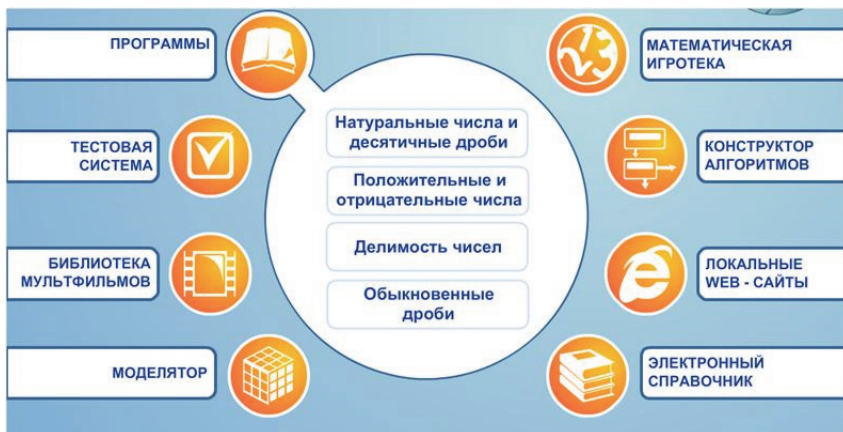 ПРОГРАММЫ
ТЕСТОВАЯ
СИСТЕМА
БИБЛИОТЕКА
МУЛЬТФИЛЬМОВ
МОДЕЛЯТОР
Натуральные числа и
десятичные дроби
Положительные и
отрицательные числа
Делимость чисел
Обыкновенные
дроби
МАТЕМАТИЧЕСКАЯ
ИГРОТЕКА
КОНСТРУКТОР
АЛГОРИТМОВ
ЛОКАЛЬНЫЕ
WEB - САЙТЫ
ЭЛЕКТРОННЫЙ
СПРАВОЧНИК